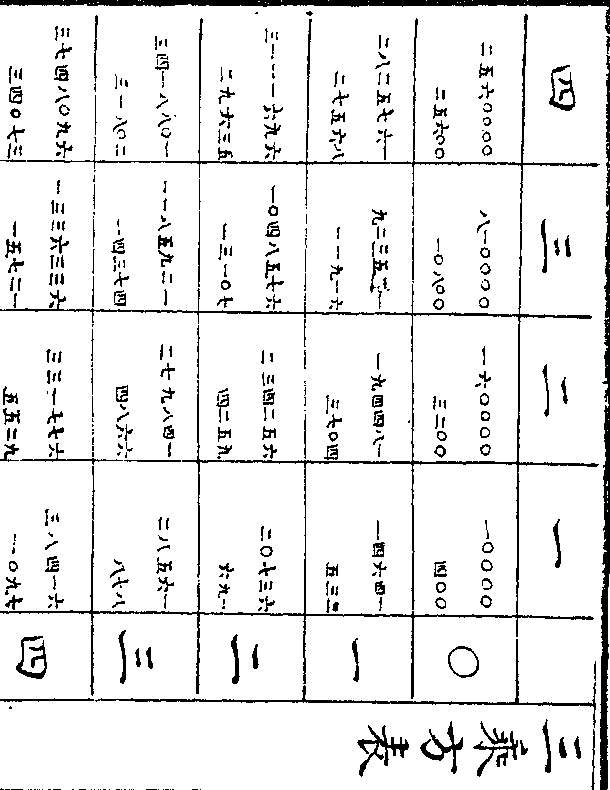 三乘方表
一
二
三
四
〇
一〇〇〇〇
四〇〇
一六〇〇〇〇
三二〇〇
八一〇〇〇〇
一〇八〇〇
二五六〇〇〇〇
二五六〇〇
一
一四六四一
五三二
一九四四八一
三七〇四
九二三五二一
一一九一六
二八二五七六一
二七五六八
二
二〇七三六
六九一
二三四二五六
四二五九
一〇四八五七六
一三一〇七
三一一一六九六
二九六三五
三
二八五六一
八七八
二七九八四一
四八六六
一一八五九二一
一四三七四
三四一八八〇一
三一八〇二
四
三八四一六
一〇九七
三三一七七六
五五二九
一三三六三三六
一五七二一
三七四八〇九六
三四〇七三